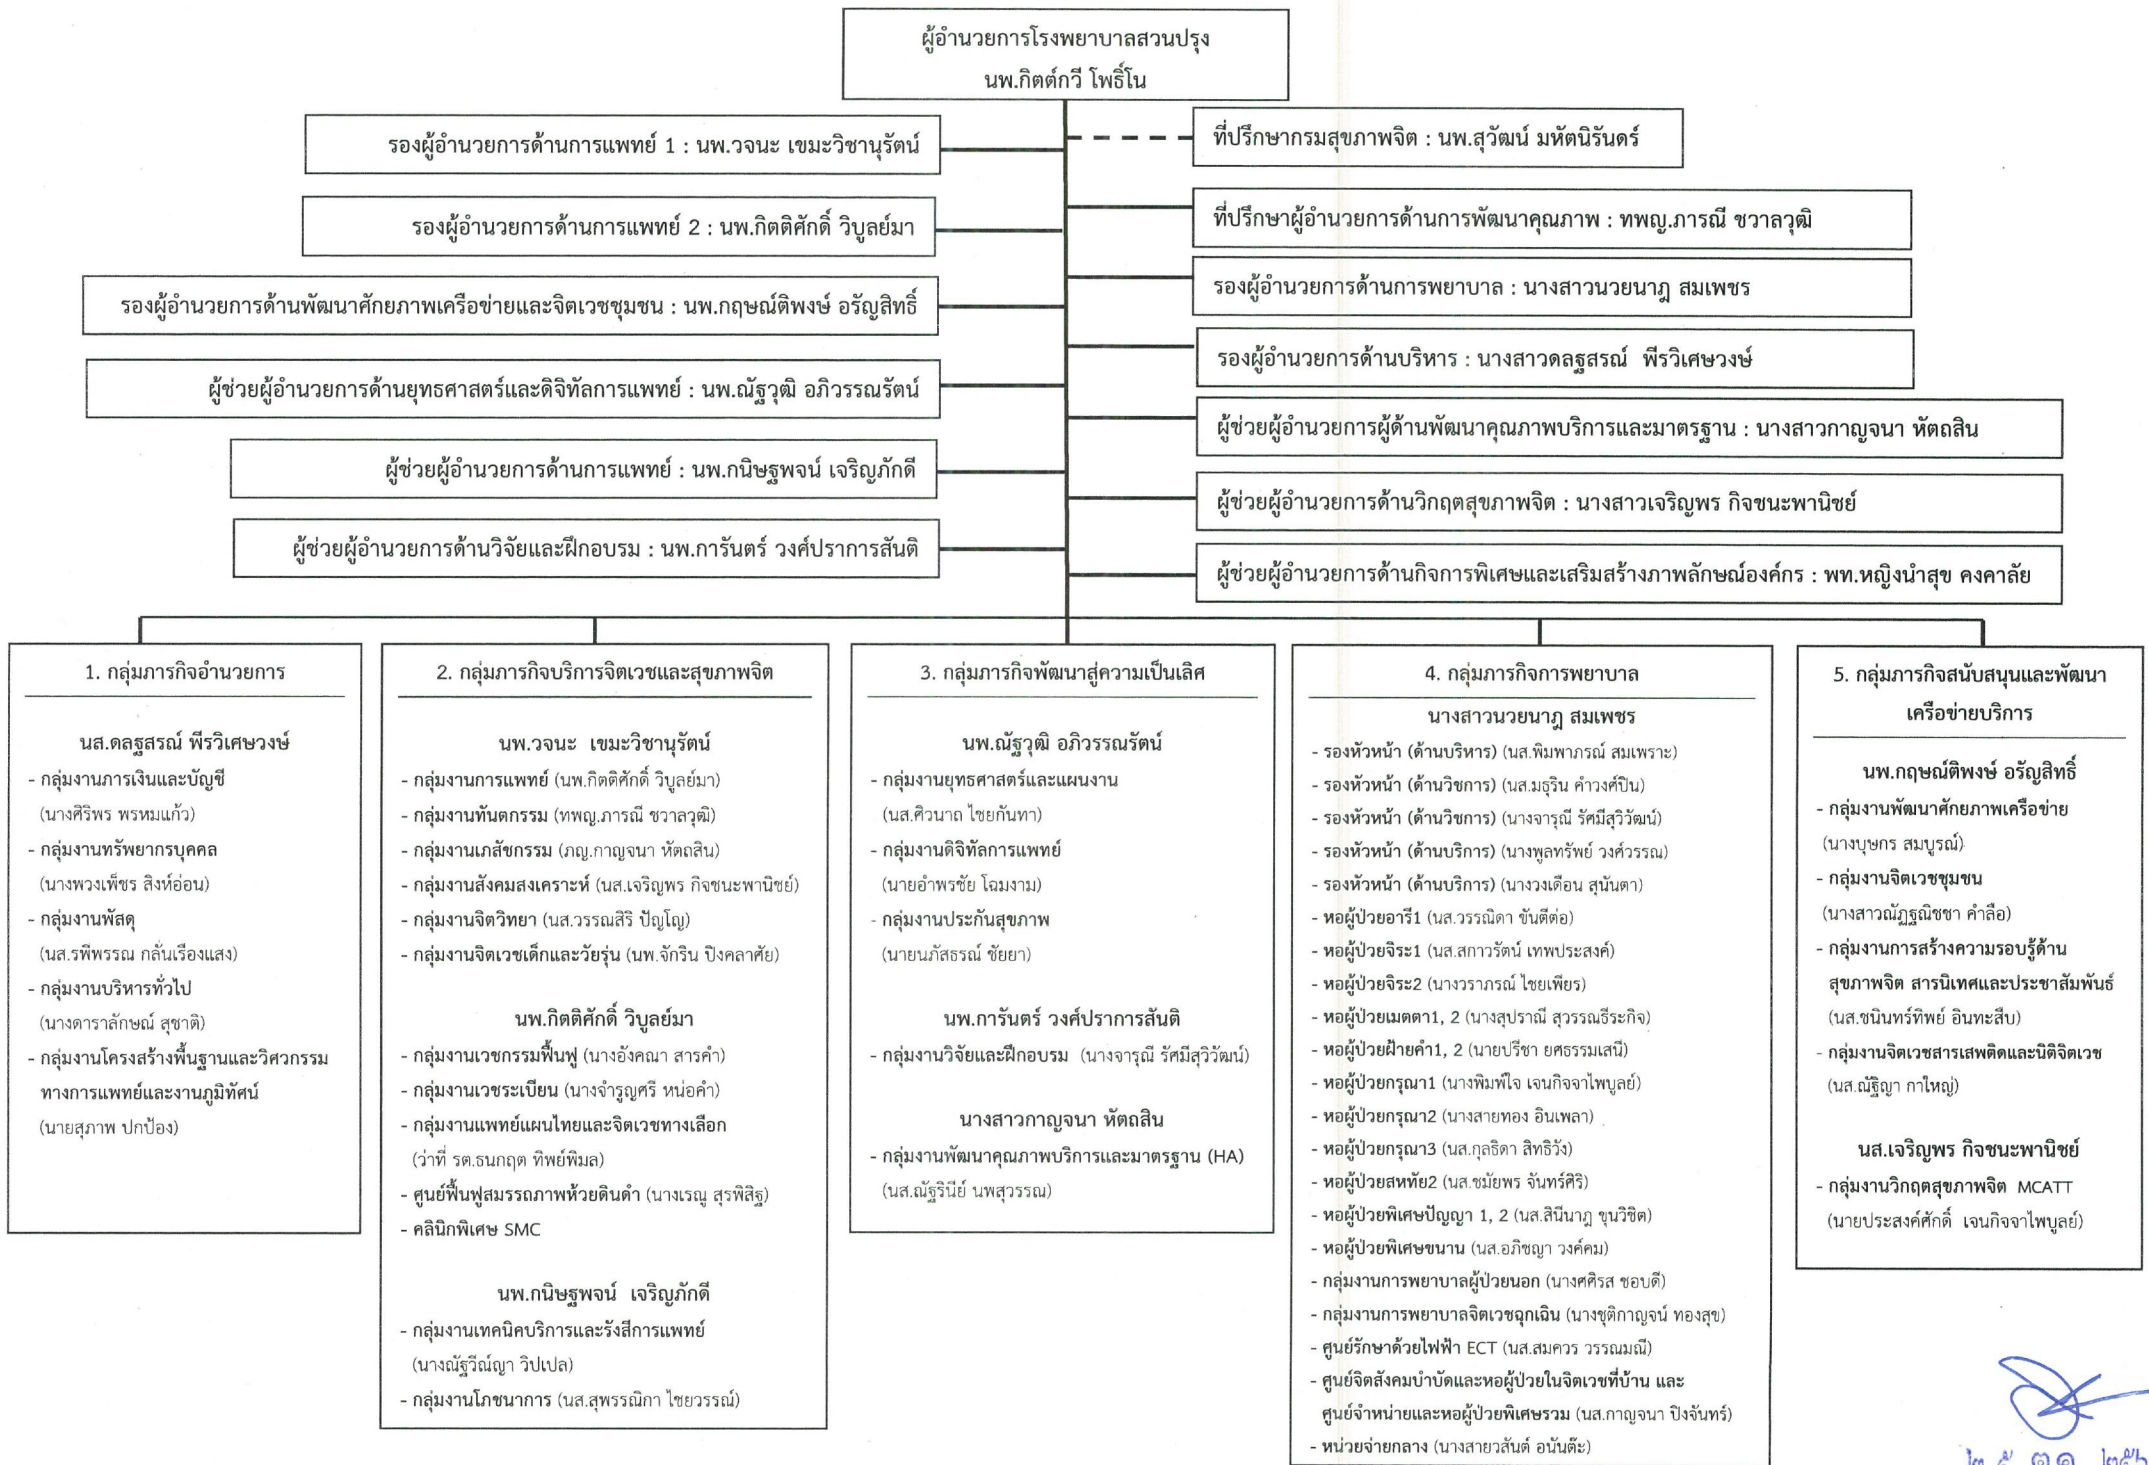 ผู้อำนวยการโรงพยาบาลสวนปรุง
นพ.กิตต์กวี โพธิ์โน
รองผู้อำนวยการด้านการแพทย์ 1 : นพ.วจนะ เขมะวิชานุรัตน์
ที่ปรึกษากรมสุขภาพจิต : นพ.สุวัฒน์ มหัตนิรันดร์
รองผู้อำนวยการด้านการแพทย์ 2 : นพ.กิตติศักดิ์ วิบูลย์มา
ที่ปรึกษาผู้อำนวยการด้านการพัฒนาคุณภาพ : ทพญ.ภารณี ชวาลวุฒิ
รองผู้อำนวยการด้านพัฒนาศักยภาพเครือข่ายและจิตเวชชุมชน : นพ.กฤษณ์ติพงษ์ อรัญสิทธิ์
รองผู้อำนวยการด้านการพยาบาล : นางสาวนวยนาฎ สมเพชร
รองผู้อำนวยการด้านบริหาร : นางสาวดลฐสรณ์ พีรวิเศษวงษ์
ผู้ช่วยผู้อำนวยการด้านยุทธศาสตร์และดิจิทัลการแพทย์ : นพ.ณัฐวุฒิ อภิวรรณรัตน์
ผู้ช่วยผู้อำนวยการผู้ด้านพัฒนาคุณภาพบริการและมาตรฐาน : นางสาวกาญจนา หัตถสิน
ผู้ช่วยผู้อำนวยการด้านการแพทย์ : นพ.กนิษฐพจน์ เจริญภักดี
ผู้ช่วยผู้อำนวยการด้านวิกฤตสุขภาพจิต : นางสาวเจริญพร กิจชนะพานิชย์
ผู้ช่วยผู้อำนวยการด้านวิจัยและฝึกอบรม : นพ.การันตร์ วงศ์ปราการสันติ
ผู้ช่วยผู้อำนวยการด้านกิจการพิเศษและเสริมสร้างภาพลักษณ์องค์กร : พท.หญิงนำสุข คงคาลัย
1. กลุ่มภารกิจอำนวยการ
นส.ดลฐสรณ์ พีรวิเศษวงษ์
- กลุ่มงานการเงินและบัญชี
(นางศิริพร พรหมแก้ว)
- กลุ่มงานทรัพยากรบุคคล
(นางพวงเพ็ชร สิงห์อ่อน)
- กลุ่มงานพัสดุ
(นส.รพีพรรณ กลั่นเรืองแสง)
- กลุ่มงานบริหารทั่วไป
(นางดาราลักษณ์ สุชาติ)
- กลุ่มงานโครงสร้างพื้นฐานและวิศวกรรม
ทางการแพทย์และงานภูมิทัศน์
(นายสุภาพ ปกป้อง)
2. กลุ่มภารกิจบริการจิตเวชและสุขภาพจิต
นพ.วจนะ เขมะวิชานุรัตน์
- กลุ่มงานการแพทย์ (นพ.กิตติศักดิ์ วิบูลย์มา)
- กลุ่มงานทันตกรรม (ทพญ.ภารณี ชวาลวุฒิ)
- กลุ่มงานเภสัชกรรม (ภญ.กาญจนา หัตถสิน)
- กลุ่มงานสังคมสงเคราะห์ (นส.เจริญพร กิจชนะพานิชย์)
- กลุ่มงานจิตวิทยา (นส.วรรณสิริ ปัญโญ)
- กลุ่มงานจิตเวชเด็กและวัยรุ่น (นพ.จักริน ปิงคลาศัย)
นพ.กิตติศักดิ์ วิบูลย์มา
- กลุ่มงานเวชกรรมฟื้นฟู (นางอังคณา สารคำ)
- กลุ่มงานเวชระเบียน (นางจำรูญศรี หน่อคำ)
- กลุ่มงานแพทย์แผนไทยและจิตเวชทางเลือก
(ว่าที่ รต.ธนกฤต ทิพย์พิมล)
- ศูนย์ฟื้นฟูสมรรถภาพห้วยตินดำ (นางเรณู สุรพิสิฐ)
- คลินิกพิเศษ SMC
นพ.กนิษฐพจน์ เจริญภักดี
- กลุ่มงานเทคนิคบริการและรังสีการแพทย์
(นางณัฐวีณ์ญา วิปเปล)
- กลุ่มงานโภชนาการ (นส.สุพรรณิกา ไชยวรรณ์)
3. กลุ่มภารกิจพัฒนาสู่ความเป็นเลิศ
นพ.ณัฐวุฒิ อภิวรรณรัตน์
- กลุ่มงานยุทธศาสตร์และแผนงาน
(นส.ศิวนาถ ไชยกันทา)
- กลุ่มงานดิจิทัลการแพทย์
(นายอำพรชัย โฉมงาม)
- กลุ่มงานประกันสุขภาพ
(นายนภัสธรณ์ ชัยยา)
นพ.การันตร์ วงศ์ปราการสันติ
- กลุ่มงานวิจัยและฝึกอบรม (นางจารุณี รัศมีสุวิวัฒน์)
นางสาวกาญจนา หัตถสิน
- กลุ่มงานพัฒนาคุณภาพบริการและมาตรฐาน (HA)
(นส.ณัฐรินีย์ นพสุวรรณ)
4. กลุ่มภารกิจการพยาบาล
นางสาวนวยนาฎ สมเพชร
- รองหัวหน้า (ด้านบริหาร) (นส.พิมพาภรณ์ สมเพราะ)
- รองหัวหน้า (ด้านวิชการ) (นส.มธุริน คำวงศ์ปิน)
- รองหัวหน้า (ด้านวิชการ) (นางจารุณี รัศมีสุวิวัฒน์)
- รองหัวหน้า (ด้านบริการ) (นางพูลทรัพย์ วงศ์วรรณ)
- รองหัวหน้า (ด้านบริการ) (นางวงเดือน สุนันตา)
- หอผู้ป่วยอารี1 (นส.วรรณิดา ขันตีต่อ)
- หอผู้ป่วยจิระ1 (นส.สกาวรัตน์ เทพประสงค์)
- หอผู้ป่วยจิระ2 (นางวราภรณ์ ไชยเพียร)
- หอผู้ป่วยเมตตา1, 2 (นางสุปราณี สุวรรณธีระกิจ)
- หอผู้ป่วยฝ้ายคำ1, 2 (นายปรีชา ยศธรรมเสนี)
- หอผู้ป่วยกรุณา1 (นางพิมพ์ใจ เจนกิจจาไพบูลย์)
- หอผู้ป่วยกรุณา2 (นางสายทอง อินเพลา)
- หอผู้ป่วยกรุณา3 (นส.กุลธิดา สิทธิวัง)
- หอผู้ป่วยสหทัย2 (นส.ชมัยพร จันทร์ศิริ)
- หอผู้ป่วยพิเศษปัญญา 1, 2 (นส.สินีนาฎ ขุนวิชิต)
- หอผู้ป่วยพิเศษขนาน (นส.อภิชญา วงค์คม)
- กลุ่มงานการพยาบาลผู้ป่วยนอก (นางศศิรส ชอบดี)
- กลุ่มงานการพยาบาลจิตเวชฉุกเฉิน (นางชุติกาญจน์ ทองสุข)
- ศูนย์รักษาด้วยไฟฟ้า ECT (นส.สมควร วรรณมณี)
- ศูนย์จิตสังคมบำบัดและหอผู้ป่วยในจิตเวชที่บ้าน และ
ศูนย์จำหน่ายและหอผู้ป่วยพิเศษรวม (นส.กาญจนา ปิงจันทร์)
- หน่วยจ่ายกลาง (นางสายวสันต์ อนันต๊ะ)
5. กลุ่มภารกิจสนับสนุนและพัฒนา
เครือข่ายบริการ
นพ.กฤษณ์ติพงษ์ อรัญสิทธิ์
- กลุ่มงานพัฒนาศักยภาพเครือข่าย
(นางบุษกร สมบูรณ์)
- กลุ่มงานจิตเวชชุมชน
(นางสาวณัฏฐณิชชา คำลือ)
- กลุ่มงานการสร้างความรอบรู้ด้าน
สุขภาพจิต สารนิเทศและประชาสัมพันธ์
(นส.ชนินทร์ทิพย์ อินทะสืบ)
- กลุ่มงานจิตเวชสารเสพติดและนิติจิตเวช
(นส.ณัฐิญา กาใหญ่)
นส.เจริญพร กิจชนะพานิชย์
- กลุ่มงานวิกฤตสุขภาพจิต MCATT
(นายประสงค์ศักดิ์ เจนกิจจาไพบูลย์)